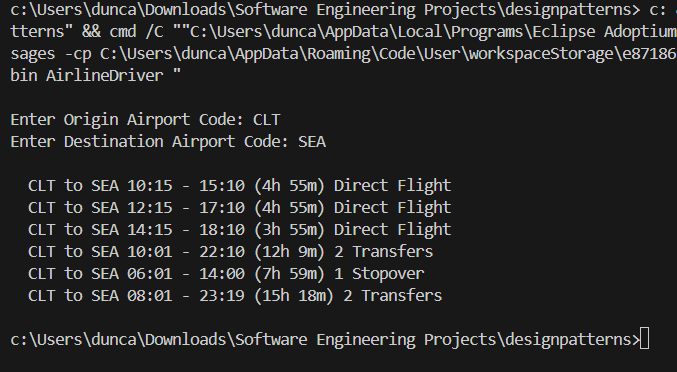 c:\Users\dunca\Downloads\Software Engineering Projects\designpatterns> c: a
tterns" && cmd /C ""C:\Users\dunca\AppData\Local\Programs\Eclipse Adoptium
sages -cp C:\Users\dunca\AppData\Roaming\Code\User\workspaceStorage\e87186
bin AirlineDriver "
Enter Origin Airport Code: CLT
Enter Destination Airport Code: SEA
CLT to SEA 10:15 - 15:10 (4h 55m) Direct Flight
CLT to SEA 12:15 - 17:10 (4h 55m) Direct Flight
CLT to SEA 14:15 - 18:10 (3h 55m) Direct Flight
CLT to SEA 10:01 - 22:10 (12h 9m) 2 Transfers
CLT to SEA 06:01 - 14:00 (7h 59m) 1 Stopover
CLT to SEA 08:01 - 23:19 (15h 18m) 2 Transfers
c:\Users\dunca\Downloads\Software Engineering Projects\designpatterns>